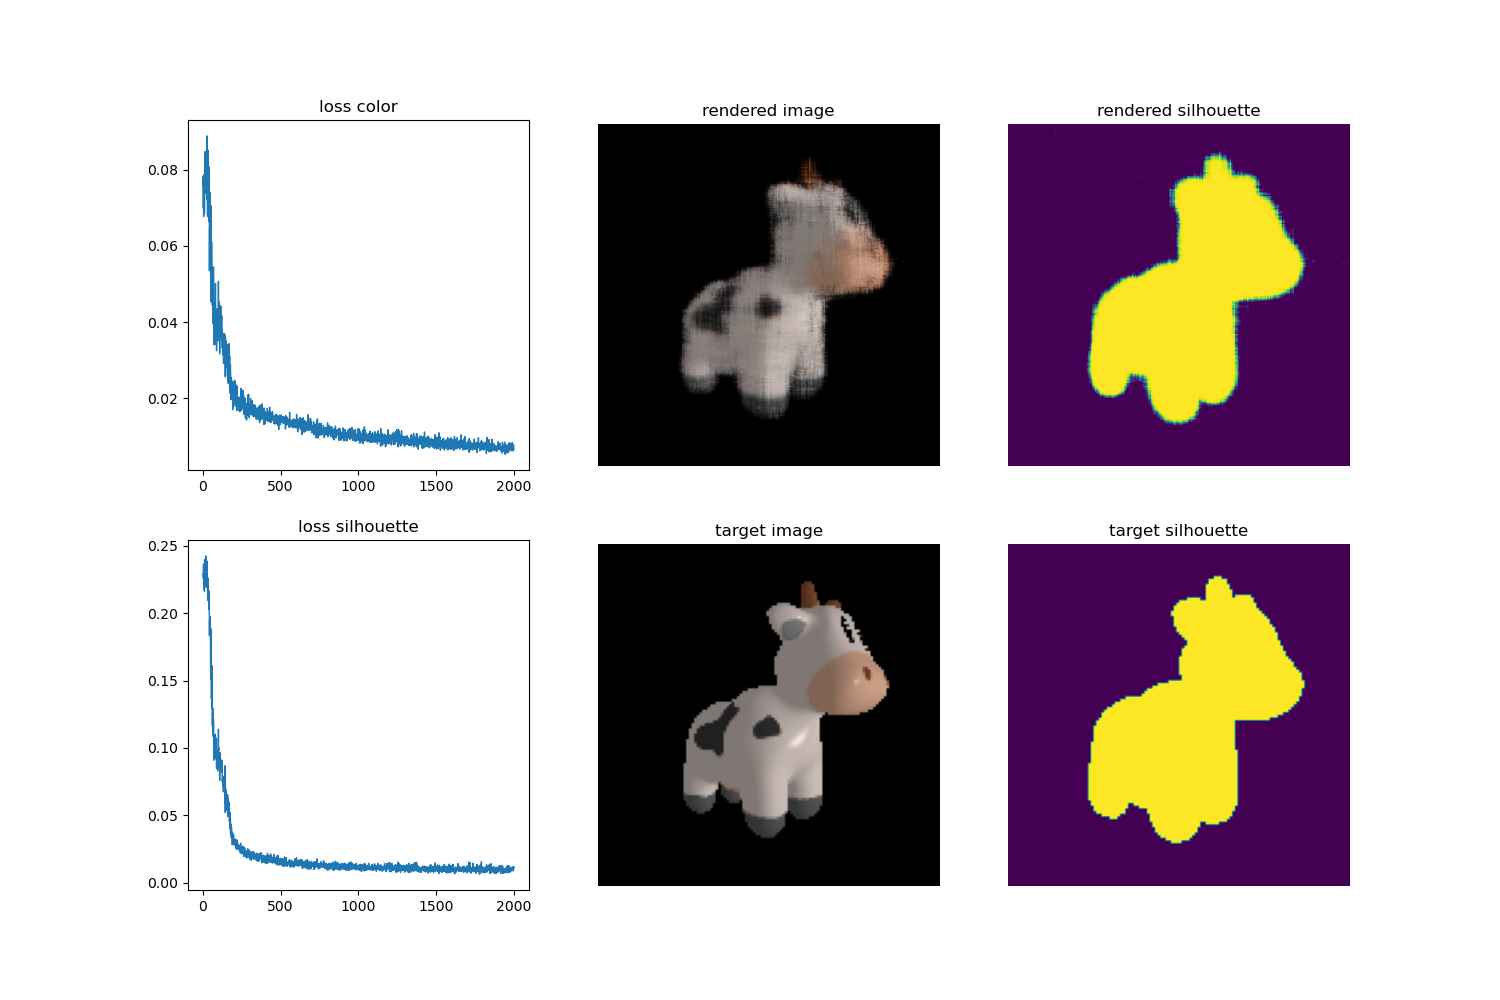 loss color
0.08
0.06
0.04
0.02
0 500 1000 1500 2000
rendered image
rendered silhouette
loss silhouette
0.25
0.20
0.15
0.10
0.05
0.00
0 500 1000 1500 2000
target image
target silhouette